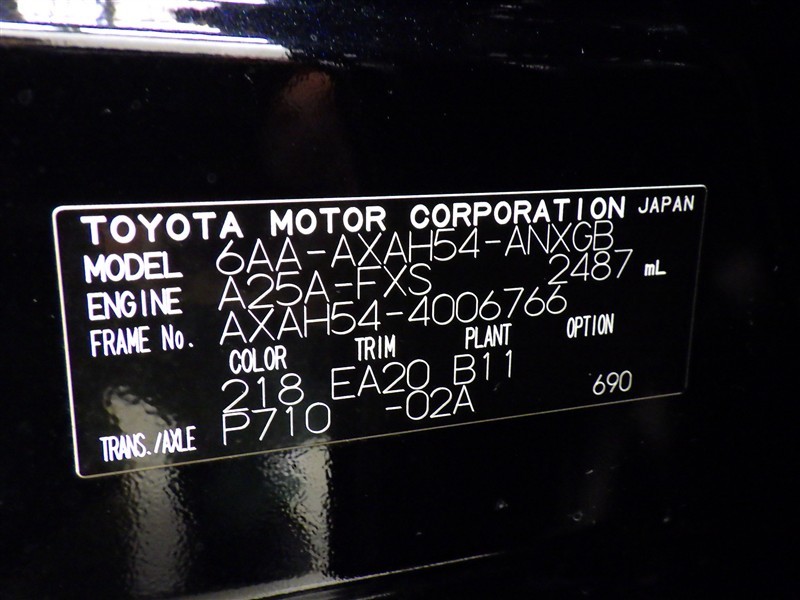 TOYOTA MOTOR CORPORATION JAPAN
MODEL 6AA-AXAH54-ANXGB
ENGINE A25A-FXS 2487 mL
FRAME No. AXAH54-4006766
COLOR TRIM PLANT OPTION
218 EA20 B11
TRANS./AXLE P710 -02A 690